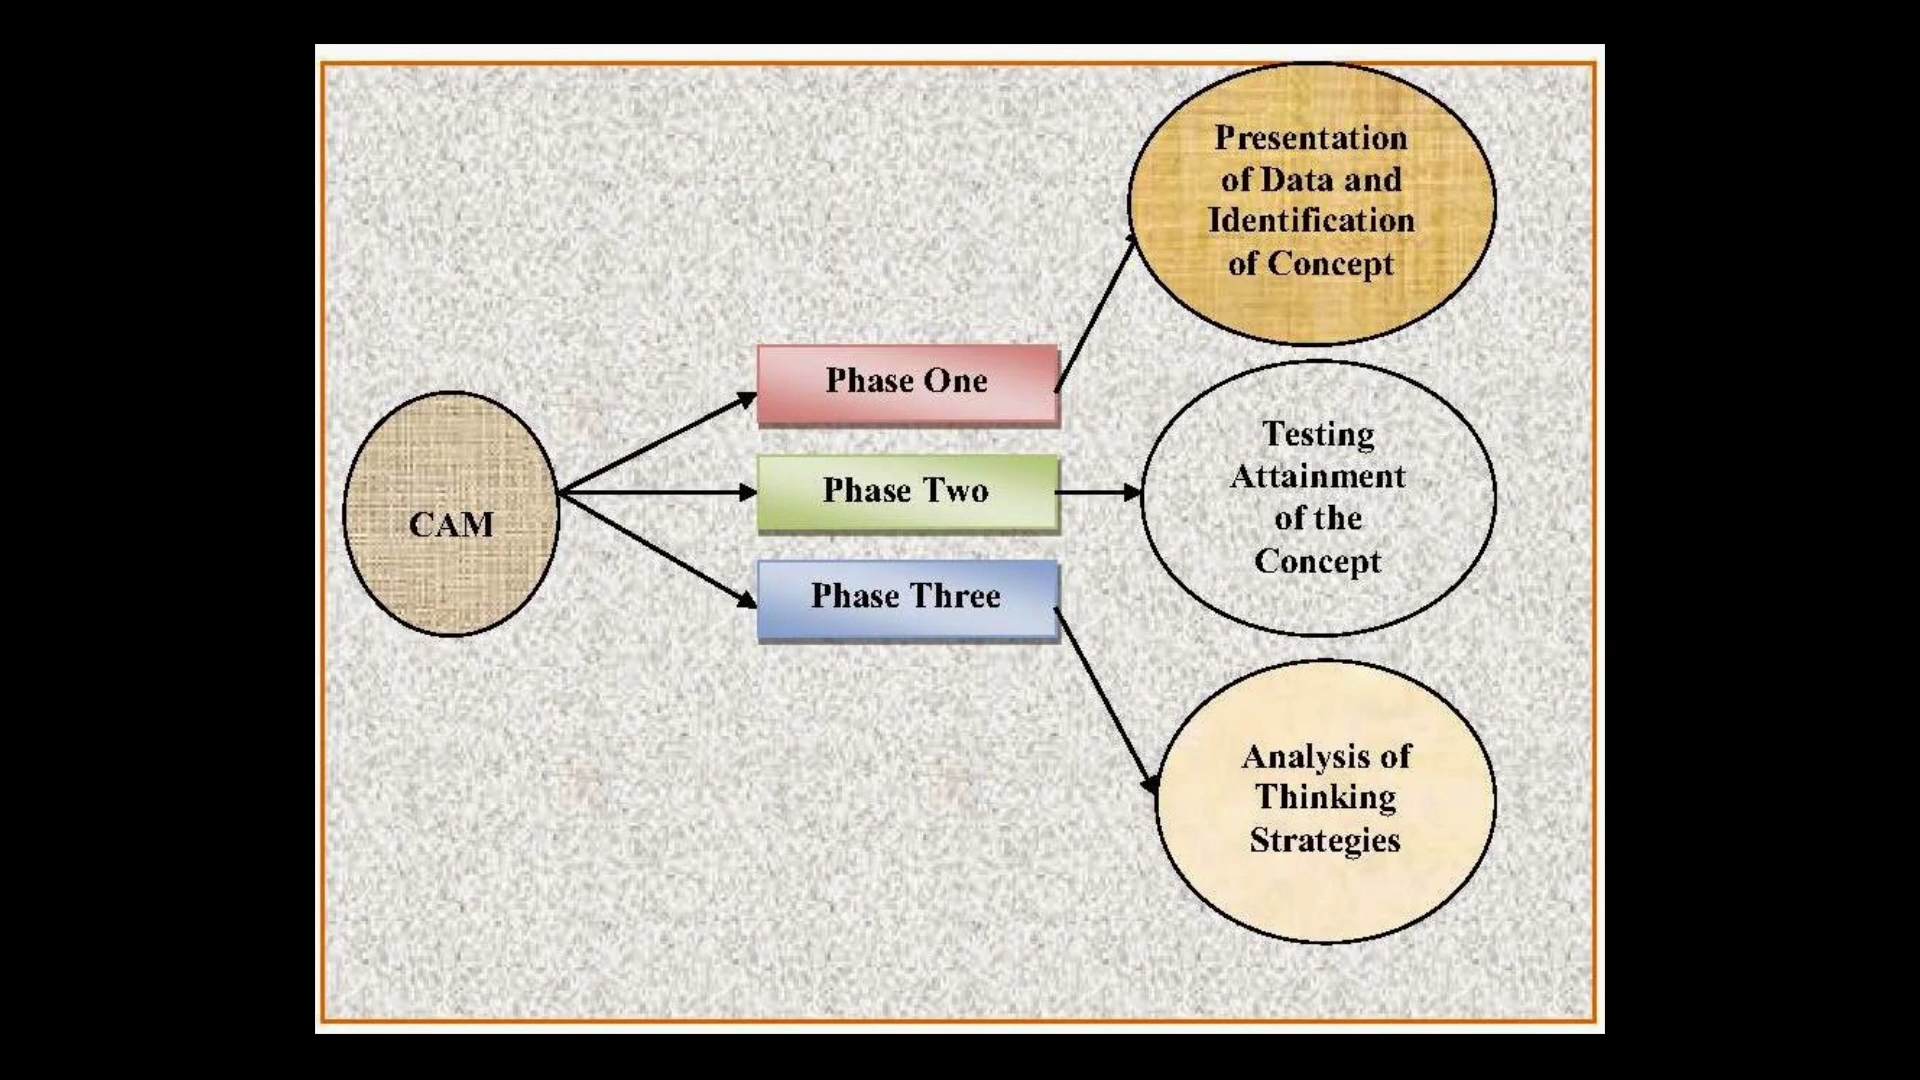 CAM
Phase One
Phase Two
Phase Three
Presentation
of Data and
Identification
of Concept
Testing
Attainment
of the
Concept
Analysis of
Thinking
Strategies